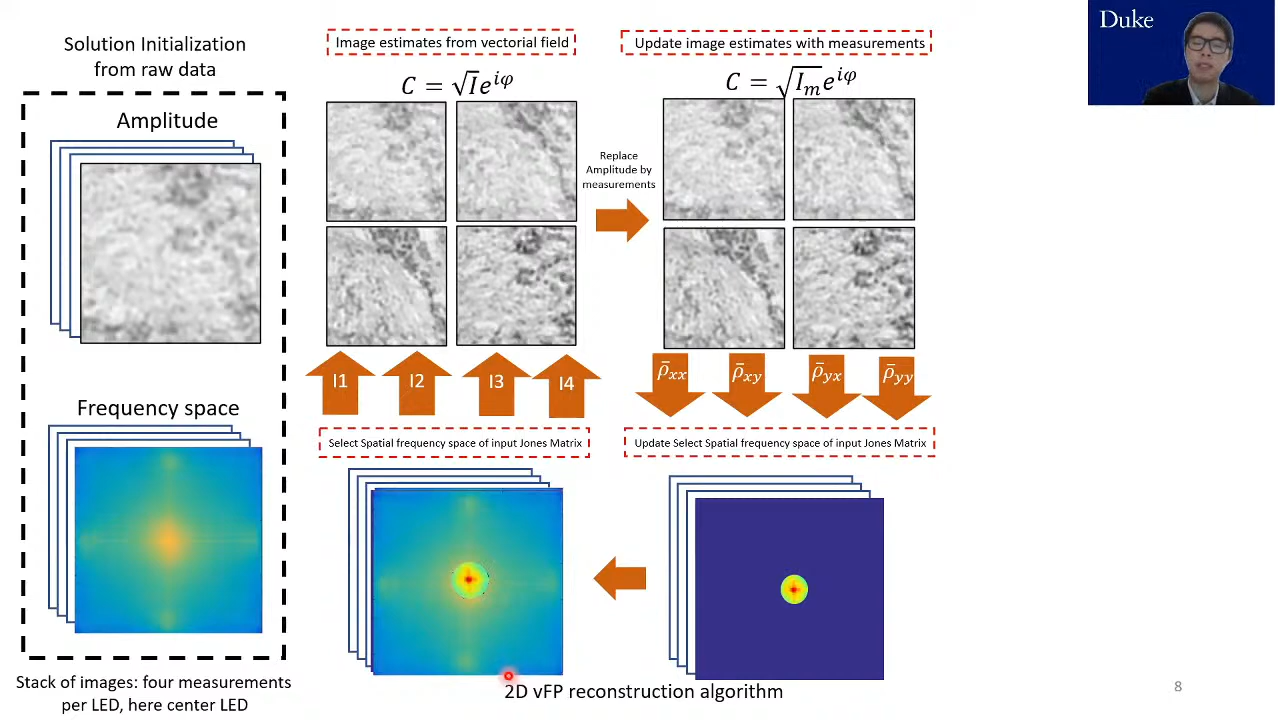 Solution Initialization
from raw data
Amplitude
Frequency space
Stack of images: four measurements
per LED, here center LED
Image estimates from vectorial field
C = √I e^{iφ}
Replace
Amplitude by
measurements
Update image estimates with measurements
C = √I_m e^{iφ}
I1 I2 I3 I4
ρ̄_xx ρ̄_xy ρ̄_yx ρ̄_yy
Select Spatial frequency space of input Jones Matrix
Update Select Spatial frequency space of input Jones Matrix
2D vFP reconstruction algorithm
Duke
8